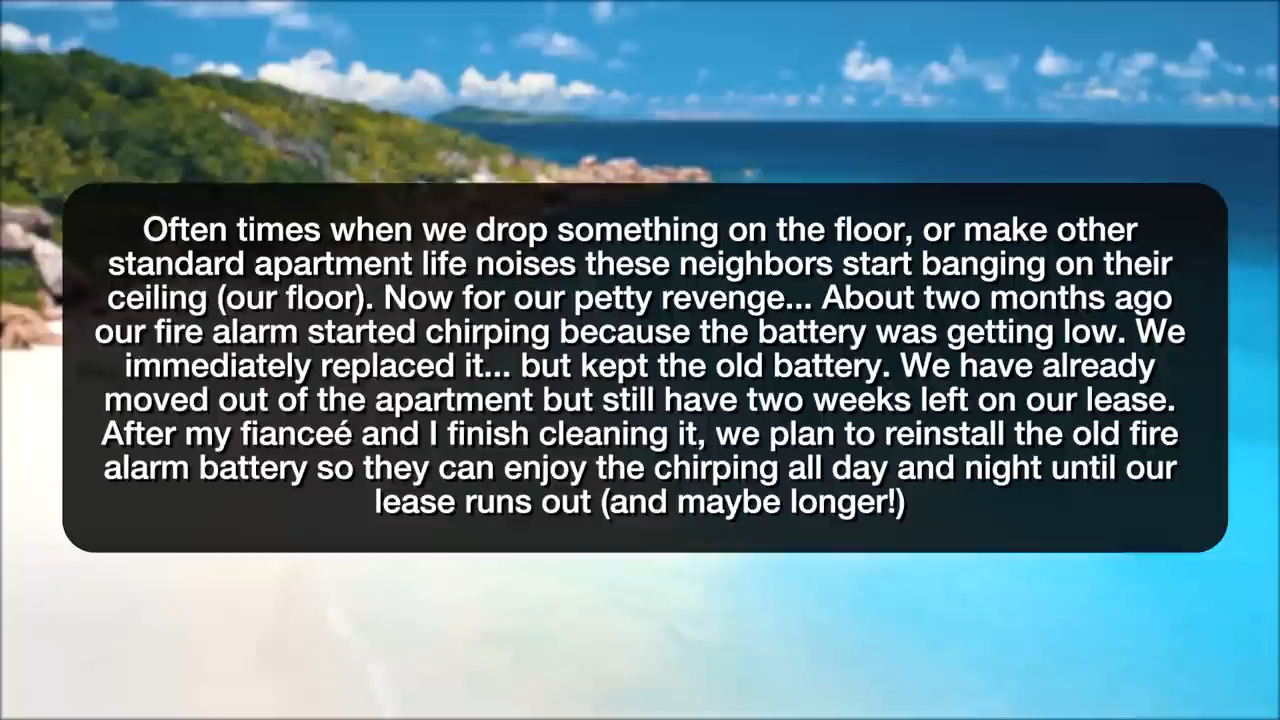 Often times when we drop something on the floor, or make other
standard apartment life noises these neighbors start banging on their
ceiling (our floor). Now for our petty revenge... About two months ago
our fire alarm started chirping because the battery was getting low. We
immediately replaced it... but kept the old battery. We have already
moved out of the apartment but still have two weeks left on our lease.
After my fianceé and I finish cleaning it, we plan to reinstall the old fire
alarm battery so they can enjoy the chirping all day and night until our
lease runs out (and maybe longer!)